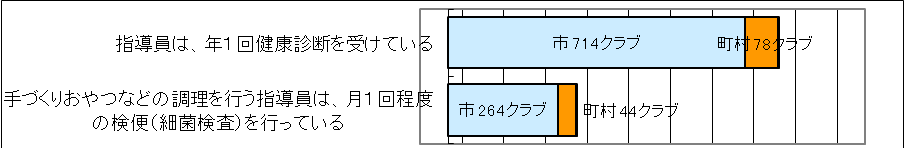 指導員は、年1回健康診断を受けている
市714クラブ
町村78クラブ
手づくりおやつなどの調理を行う指導員は、月1回程度
の検便(細菌検査)を行っている
市264クラブ
町村44クラブ